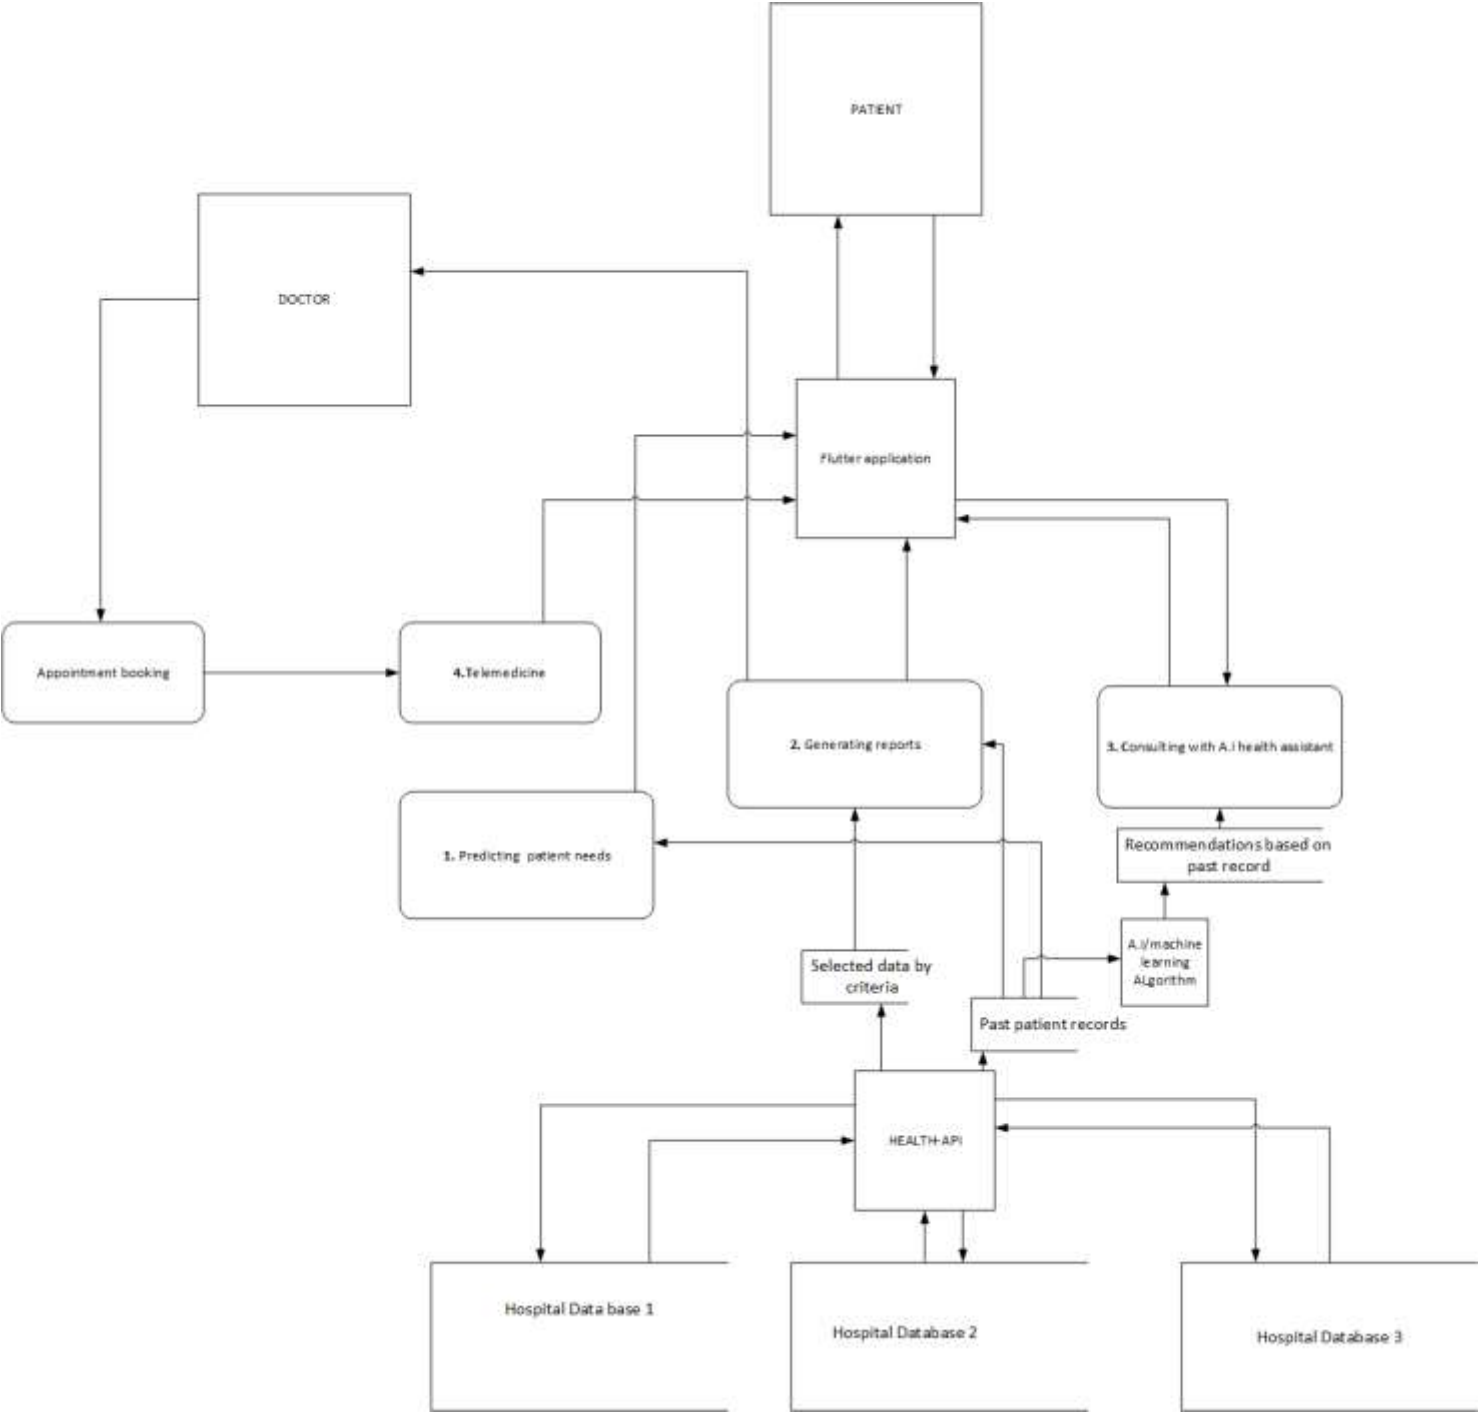 PATIENT
DOCTOR
Flutter application
Appointment booking
4.Telemedicine
2. Generating reports
3. Consulting with A.I health assistant
1. Predicting patient needs
Recommendations based on
past record
Selected data by
criteria
A.I/machine
learning
ALgorithm
Past patient records
HEALTH-API
Hospital Data base 1
Hospital Database 2
Hospital Database 3